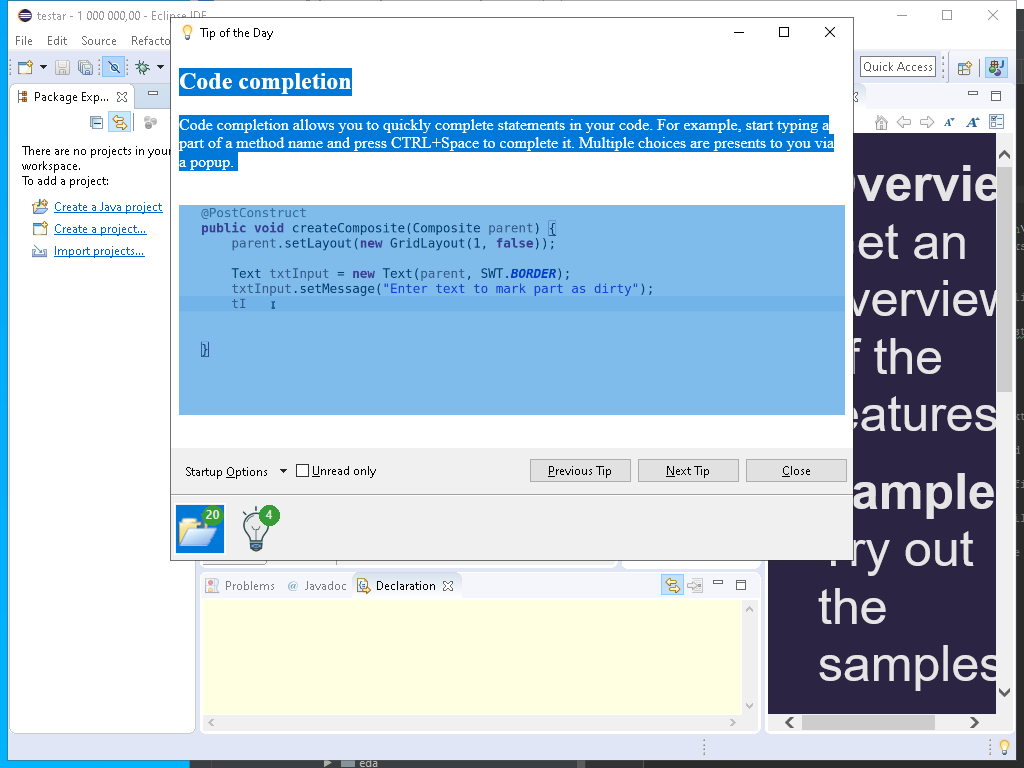 testar - 1 000 000,00 - Eclipse IDE
Tip of the Day
File Edit Source Refacto
Quick Access
Package Exp...
There are no projects in your
workspace.
To add a project:
Create a Java project
Create a project...
Import projects...
Code completion
Code completion allows you to quickly complete statements in your code. For example, start typing a
part of a method name and press CTRL+Space to complete it. Multiple choices are presents to you via
a popup.
@PostConstruct
public void createComposite(Composite parent) {
parent.setLayout(new GridLayout(1, false));
Text txtInput = new Text(parent, SWT.BORDER);
txtInput.setMessage("Enter text to mark part as dirty");
tI
}
Startup Options
Unread only
Previous Tip
Next Tip
Close
20
4
Problems
@ Javadoc
Declaration
vervie
et an
verview
f the
eatures
ample
ry out
the
samples
eda